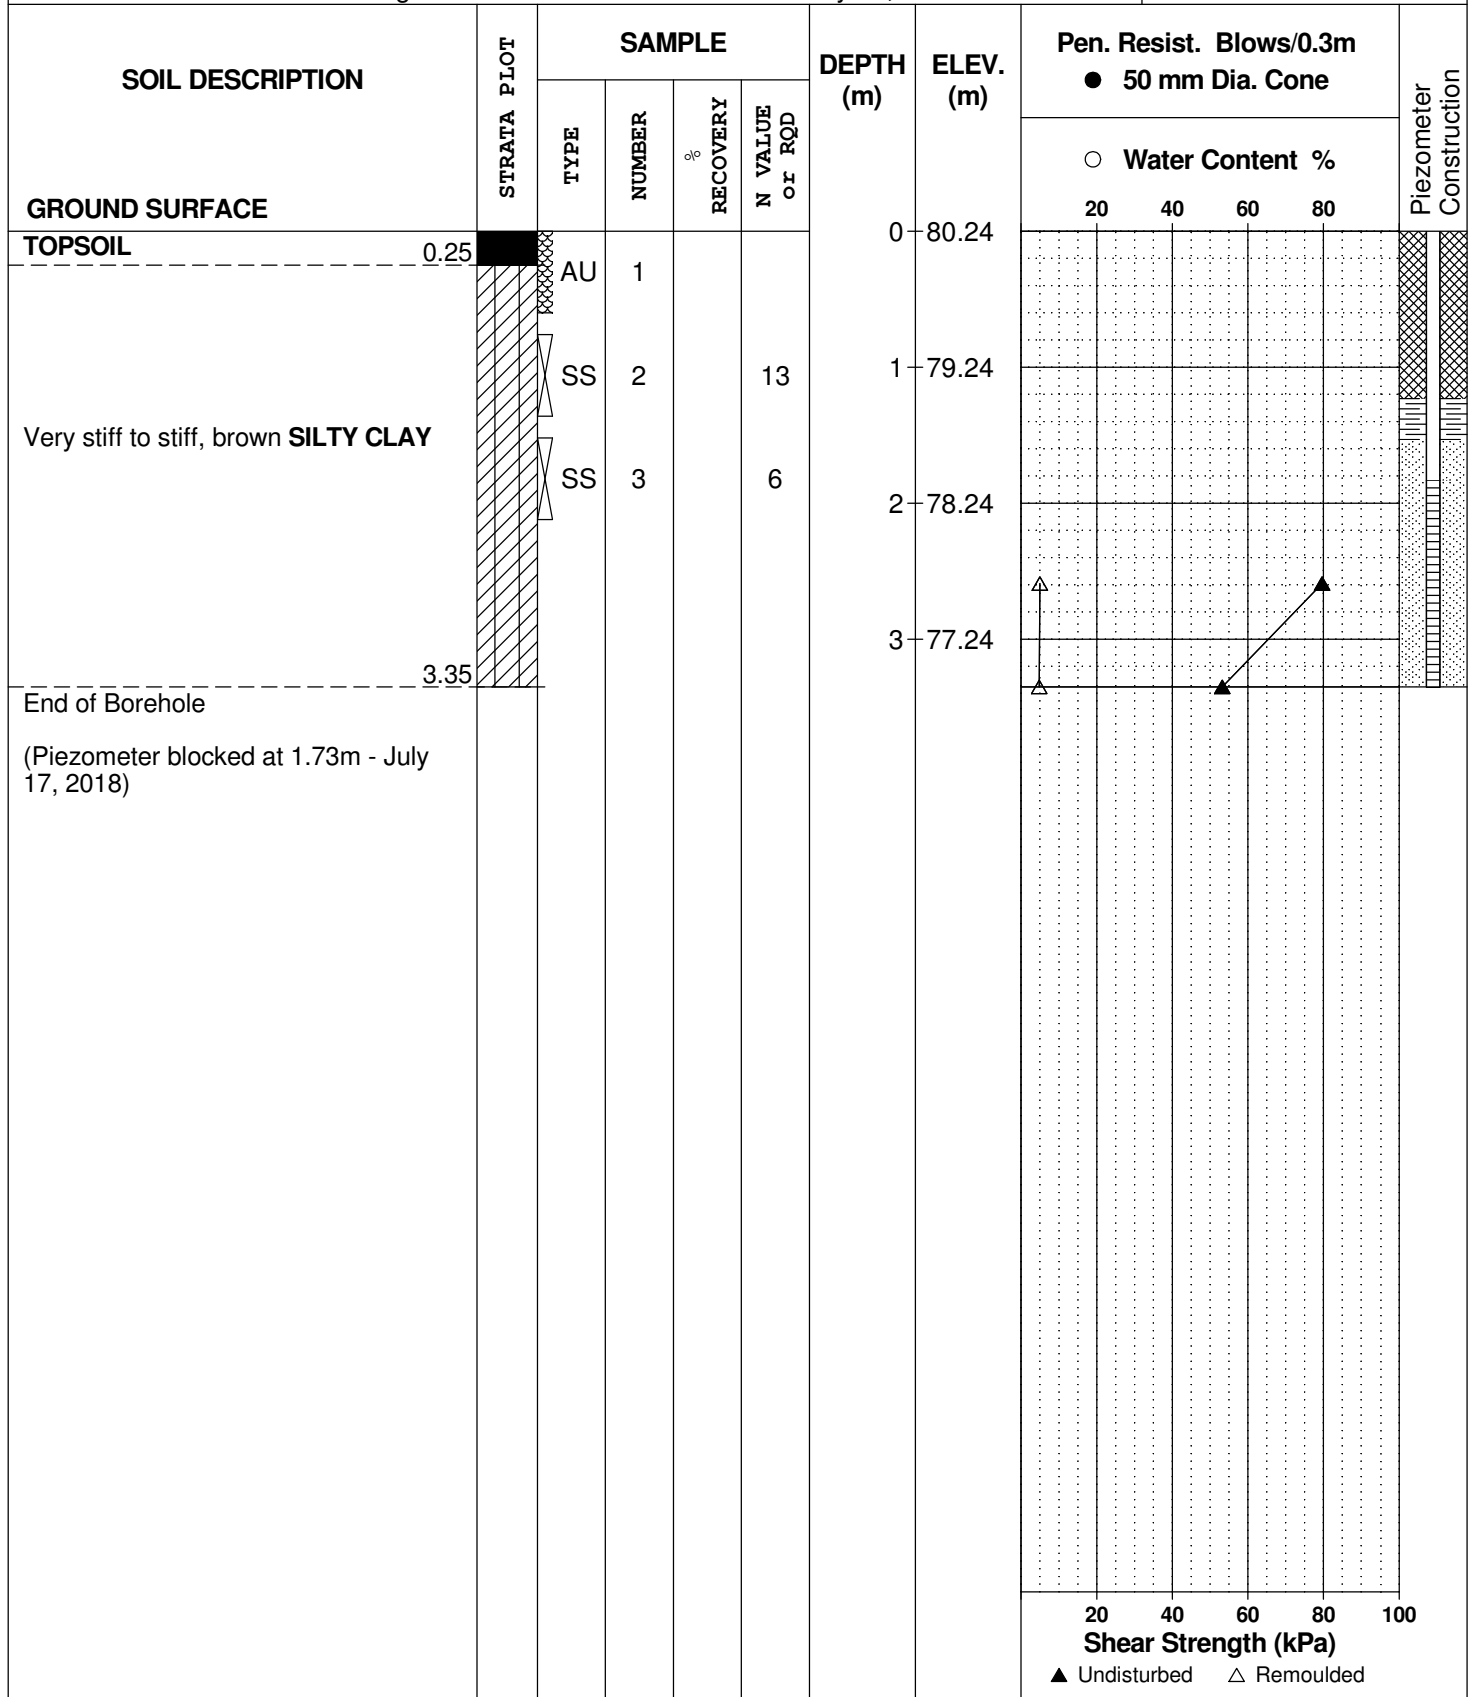 SOIL DESCRIPTION
GROUND SURFACE
STRATA PLOT
SAMPLE
TYPE
NUMBER
%
RECOVERY
N VALUE
or RQD
DEPTH
(m)
ELEV.
(m)
Pen. Resist. Blows/0.3m
● 50 mm Dia. Cone
○ Water Content %
20 40 60 80
Piezometer
Construction
TOPSOIL 0.25
0 80.24
AU 1
1 79.24
SS 2 13
Very stiff to stiff, brown SILTY CLAY
SS 3 6
2 78.24
3 77.24
3.35
End of Borehole
(Piezometer blocked at 1.73m - July
17, 2018)
20 40 60 80 100
Shear Strength (kPa)
▲ Undisturbed △ Remoulded